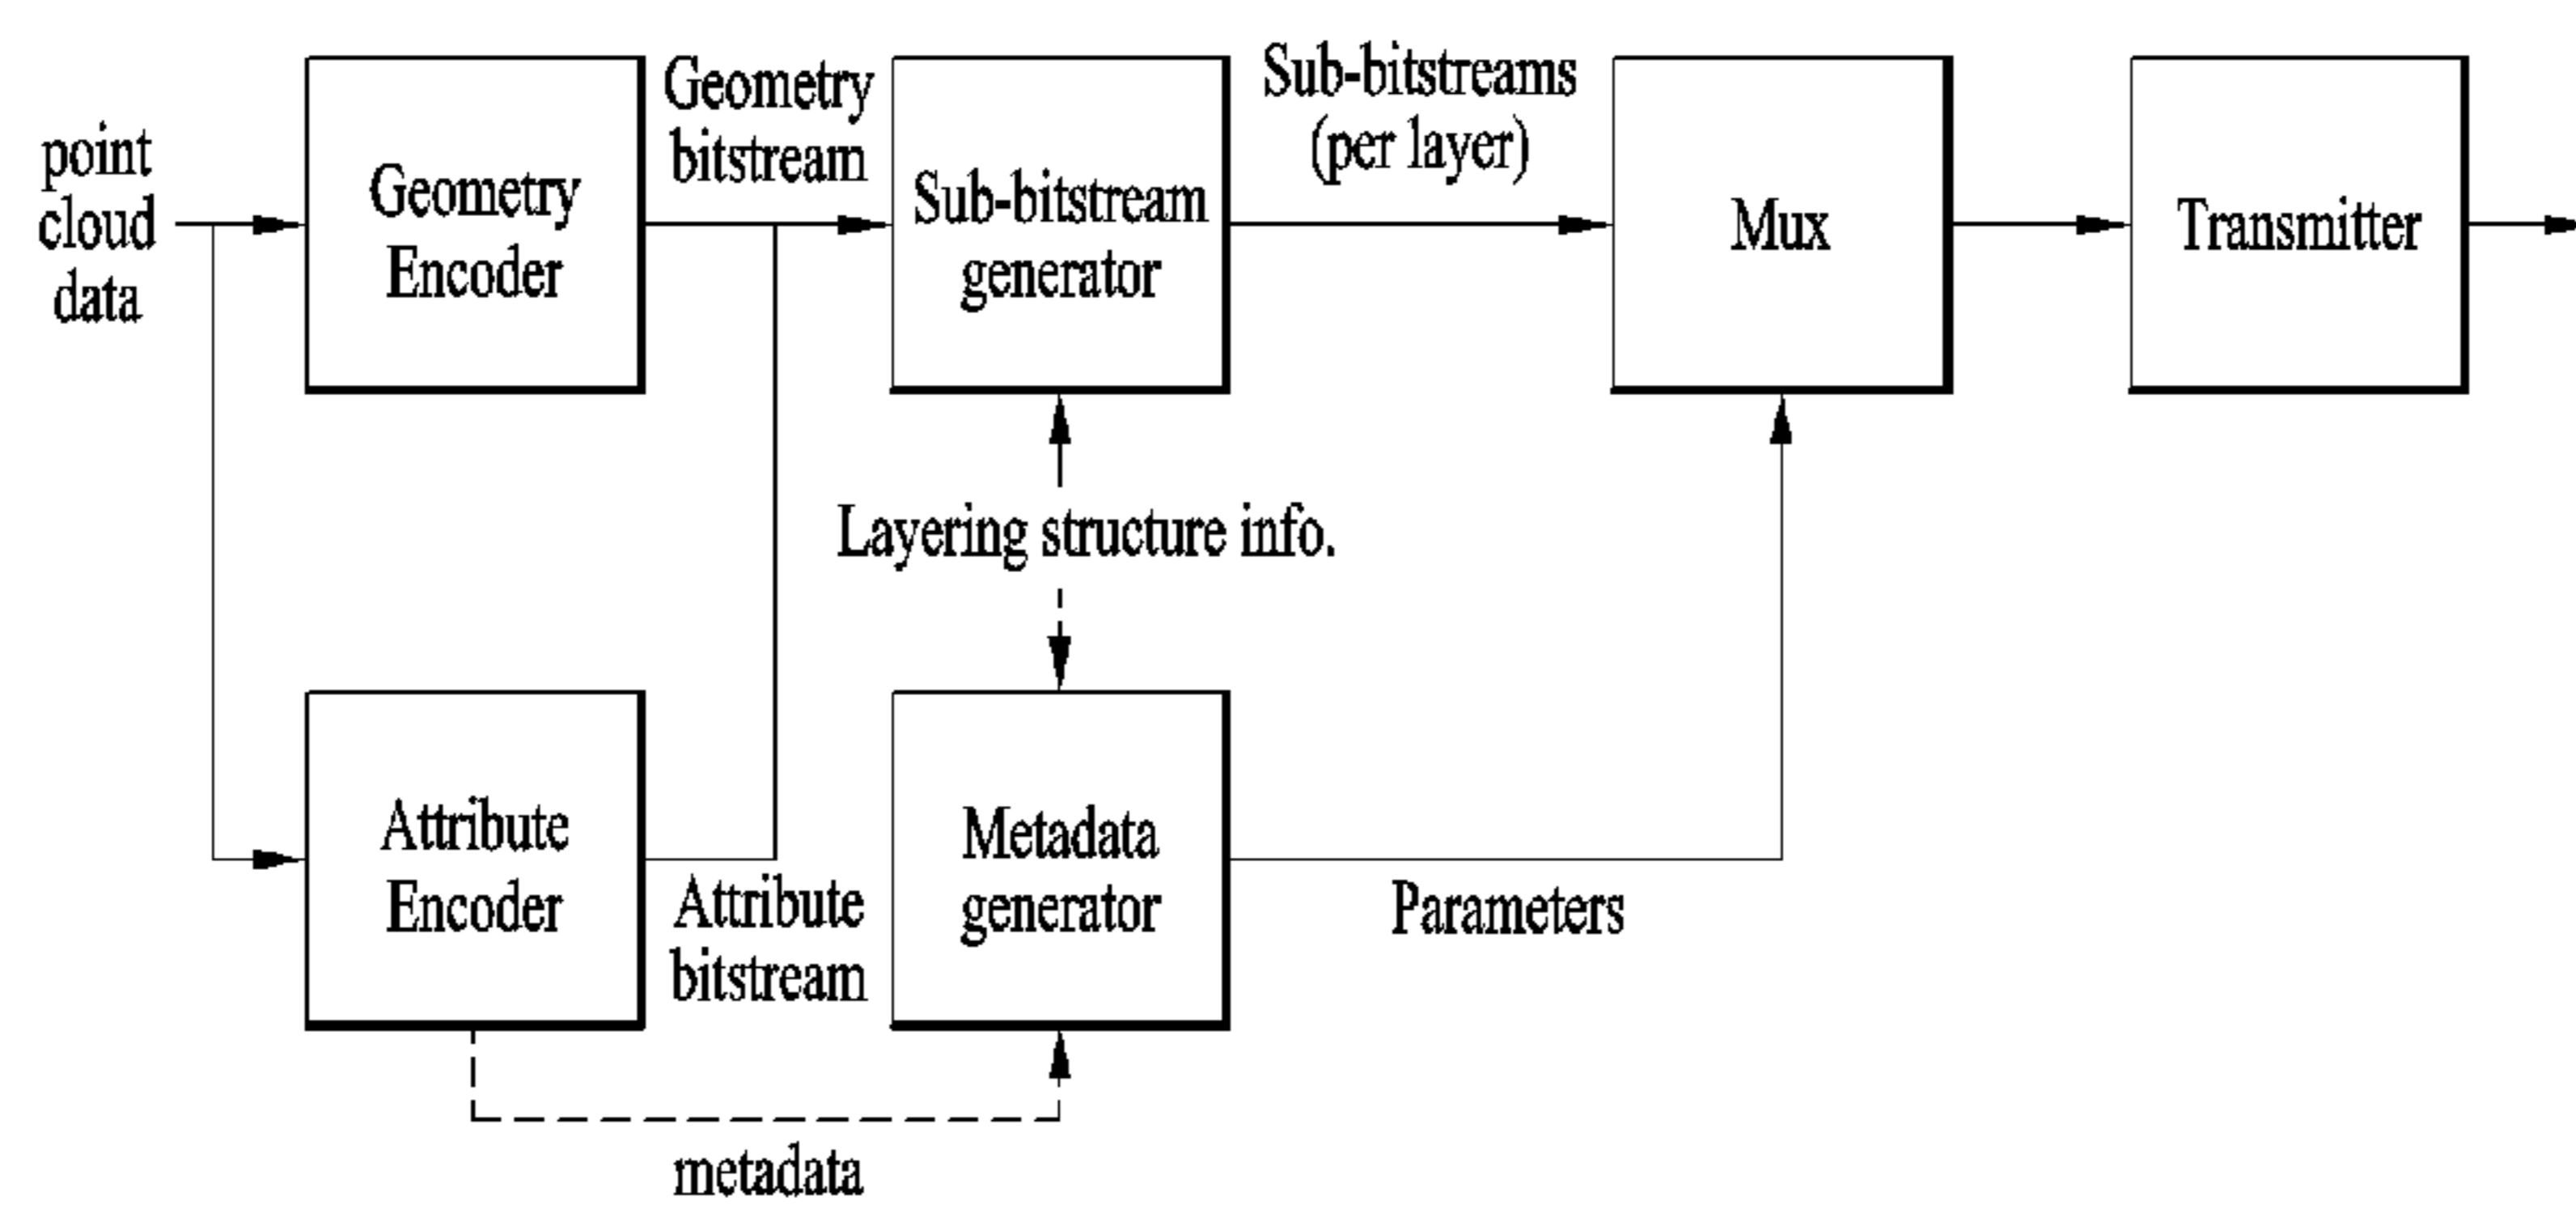 point
cloud
data
Geometry
Encoder
Geometry
bitstream
Sub-bitstream
generator
Sub-bitstreams
(per layer)
Mux
Transmitter
Layering structure info.
Attribute
Encoder
Attribute
bitstream
Metadata
generator
Parameters
metadata